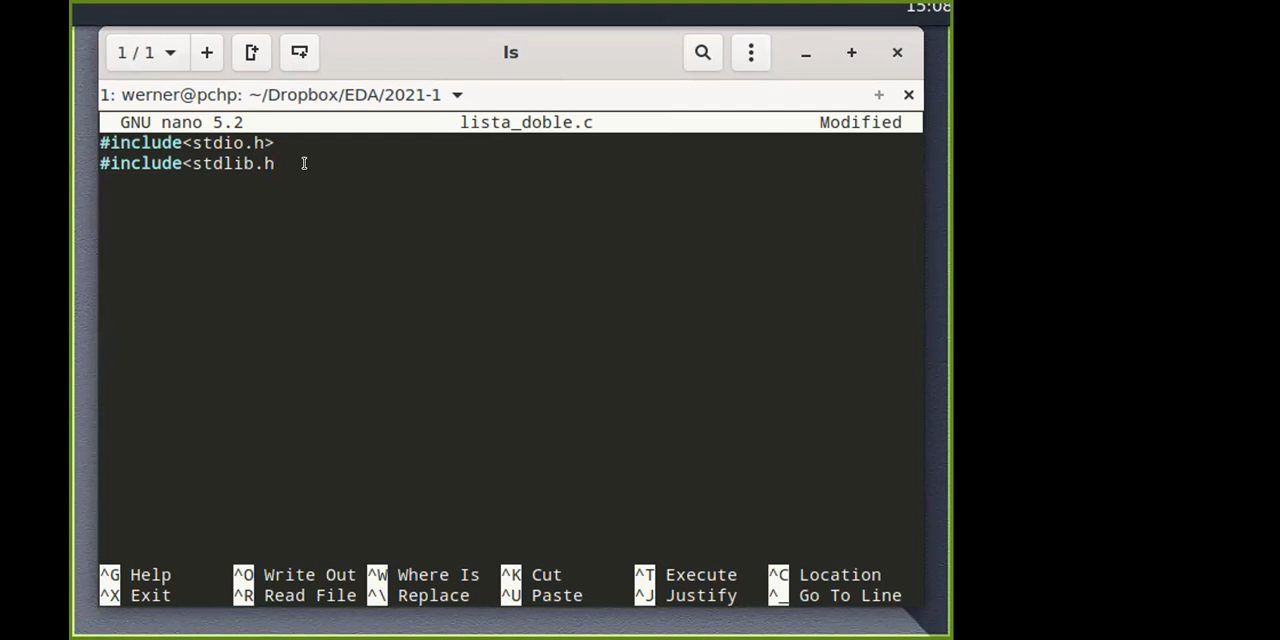 15:08
1 / 1
ls
1: werner@pchp: ~/Dropbox/EDA/2021-1
GNU nano 5.2 lista_doble.c Modified
#include<stdio.h>
#include<stdlib.h
^G Help ^O Write Out ^W Where Is ^K Cut ^T Execute ^C Location
^X Exit ^R Read File ^\ Replace ^U Paste ^J Justify ^_ Go To Line